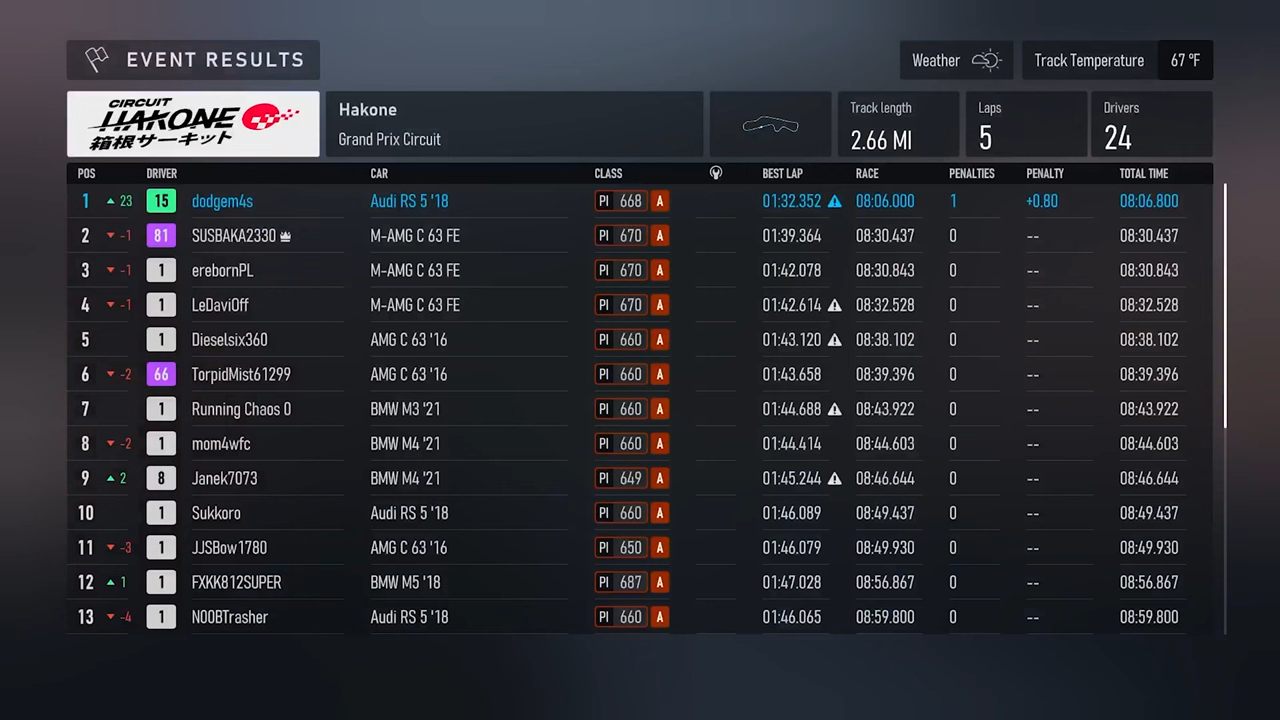 EVENT RESULTS
Weather
Track Temperature 67 °F
CIRCUIT
HAKONE
箱根サーキット
Hakone
Grand Prix Circuit
Track length
2.66 MI
Laps
5
Drivers
24
POS DRIVER CAR CLASS BEST LAP RACE PENALTIES PENALTY TOTAL TIME
1 ▲ 23 15 dodgem4s Audi RS 5 '18 PI 668 A 01:32.352 08:06.000 1 +0.80 08:06.800
2 ▼ -1 81 SUSBAKA2330 M-AMG C 63 FE PI 670 A 01:39.364 08:30.437 0 -- 08:30.437
3 ▼ -1 1 erebornPL M-AMG C 63 FE PI 670 A 01:42.078 08:30.843 0 -- 08:30.843
4 ▼ -1 1 LeDaviOff M-AMG C 63 FE PI 670 A 01:42.614 08:32.528 0 -- 08:32.528
5 1 Dieselsix360 AMG C 63 '16 PI 660 A 01:43.120 08:38.102 0 -- 08:38.102
6 ▼ -2 66 TorpidMist61299 AMG C 63 '16 PI 660 A 01:43.658 08:39.396 0 -- 08:39.396
7 1 Running Chaos 0 BMW M3 '21 PI 660 A 01:44.688 08:43.922 0 -- 08:43.922
8 ▼ -2 1 mom4wfc BMW M4 '21 PI 660 A 01:44.414 08:44.603 0 -- 08:44.603
9 ▲ 2 8 Janek7073 BMW M4 '21 PI 649 A 01:45.244 08:46.644 0 -- 08:46.644
10 1 Sukkoro Audi RS 5 '18 PI 660 A 01:46.089 08:49.437 0 -- 08:49.437
11 ▼ -3 1 JJSBow1780 AMG C 63 '16 PI 650 A 01:46.079 08:49.930 0 -- 08:49.930
12 ▲ 1 1 FXKK812SUPER BMW M5 '18 PI 687 A 01:47.028 08:56.867 0 -- 08:56.867
13 ▼ -4 1 N00BTrasher Audi RS 5 '18 PI 660 A 01:46.065 08:59.800 0 -- 08:59.800